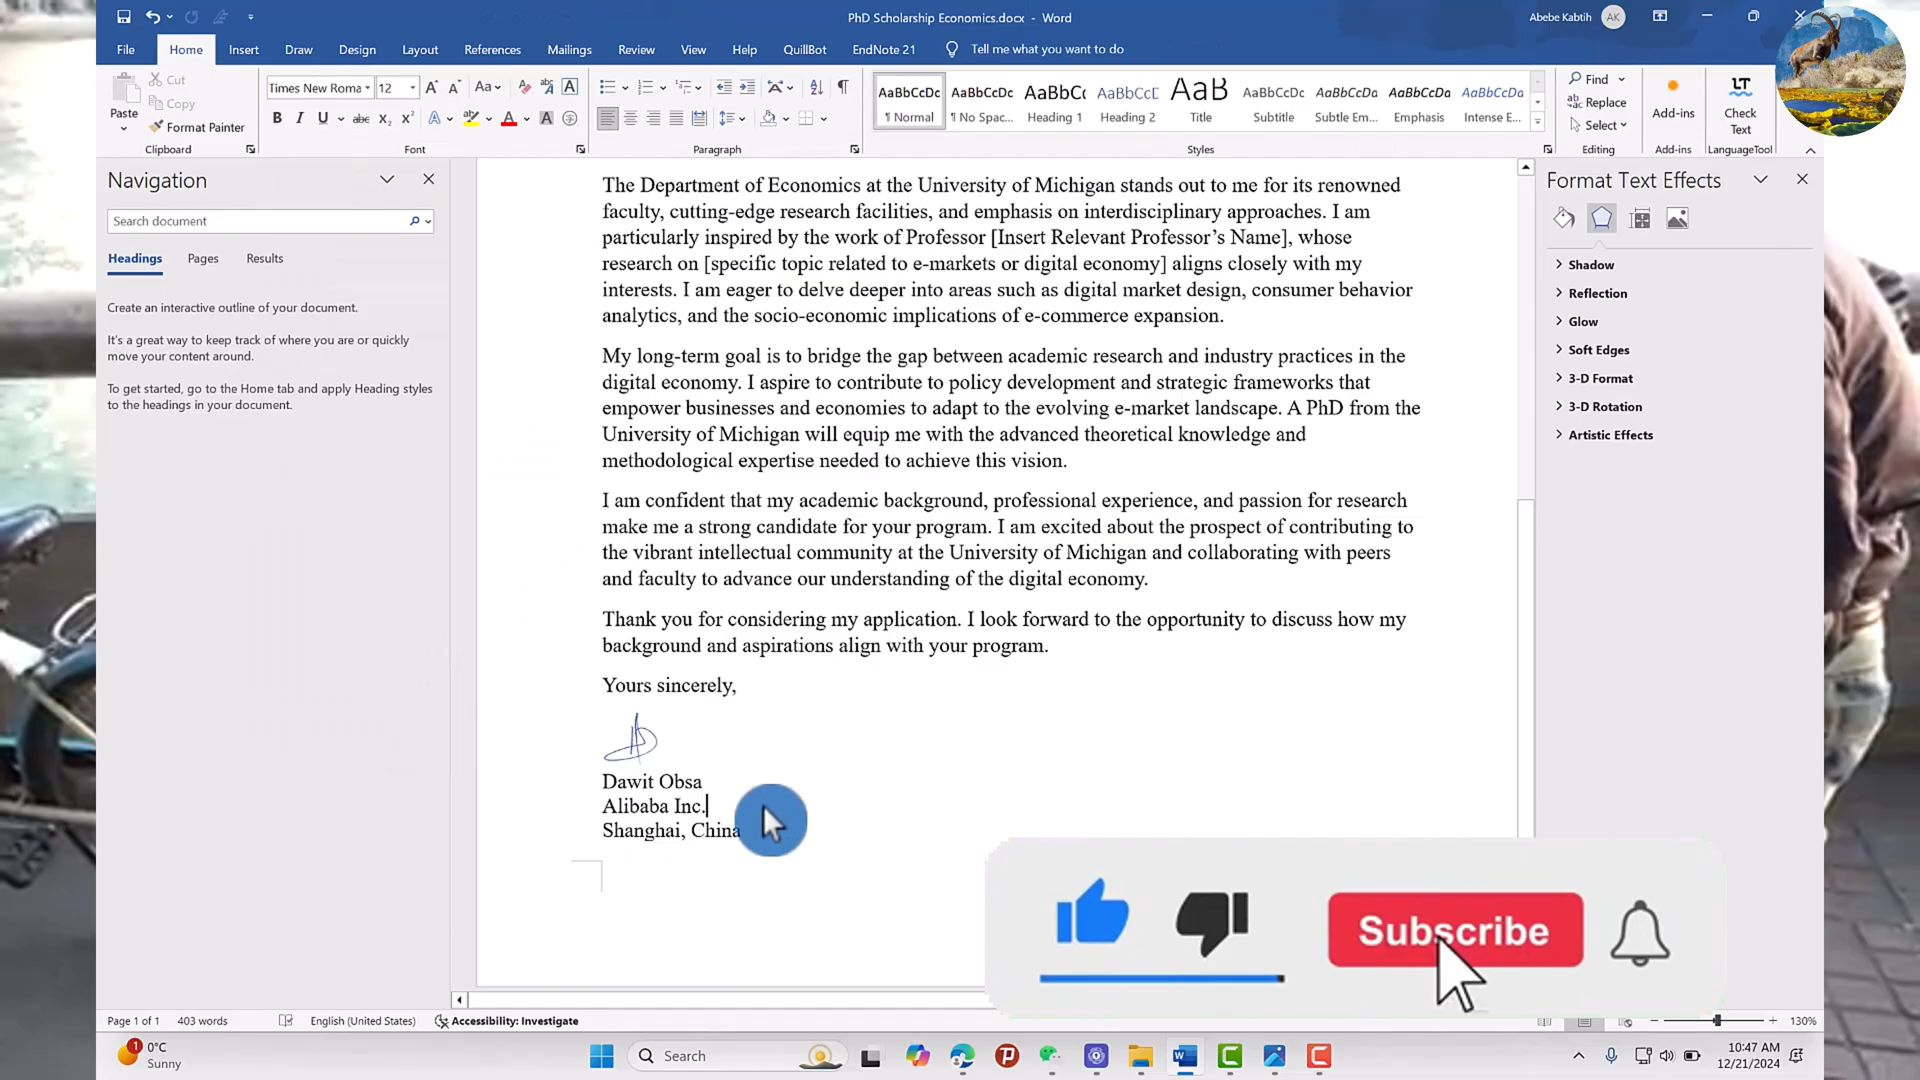 PhD Scholarship Economics.docx - Word
Abebe Kabtih AK
File Home Insert Draw Design Layout References Mailings Review View Help QuillBot EndNote 21 Tell me what you want to do
Paste
Cut
Copy
Format Painter
Clipboard
Times New Roma 12
Font
Paragraph
AaBbCcDc ¶ Normal
AaBbCcDc ¶ No Spac...
AaBbCc Heading 1
AaBbCcD Heading 2
AaB Title
AaBbCcD Subtitle
AaBbCcDa Subtle Em...
AaBbCcDa Emphasis
AaBbCcDa Intense E...
Styles
Find
Replace
Select
Editing
Add-ins
Add-ins
LT
Check Text
LanguageTool
Navigation
Search document
Headings Pages Results
Create an interactive outline of your document.
It's a great way to keep track of where you are or quickly
move your content around.
To get started, go to the Home tab and apply Heading styles
to the headings in your document.
The Department of Economics at the University of Michigan stands out to me for its renowned
faculty, cutting-edge research facilities, and emphasis on interdisciplinary approaches. I am
particularly inspired by the work of Professor [Insert Relevant Professor's Name], whose
research on [specific topic related to e-markets or digital economy] aligns closely with my
interests. I am eager to delve deeper into areas such as digital market design, consumer behavior
analytics, and the socio-economic implications of e-commerce expansion.
My long-term goal is to bridge the gap between academic research and industry practices in the
digital economy. I aspire to contribute to policy development and strategic frameworks that
empower businesses and economies to adapt to the evolving e-market landscape. A PhD from the
University of Michigan will equip me with the advanced theoretical knowledge and
methodological expertise needed to achieve this vision.
I am confident that my academic background, professional experience, and passion for research
make me a strong candidate for your program. I am excited about the prospect of contributing to
the vibrant intellectual community at the University of Michigan and collaborating with peers
and faculty to advance our understanding of the digital economy.
Thank you for considering my application. I look forward to the opportunity to discuss how my
background and aspirations align with your program.
Yours sincerely,
Dawit Obsa
Alibaba Inc.
Shanghai, China
Format Text Effects
Shadow
Reflection
Glow
Soft Edges
3-D Format
3-D Rotation
Artistic Effects
Subscribe
Page 1 of 1 403 words English (United States) Accessibility: Investigate 130%
0°C
Sunny
Search
10:47 AM
12/21/2024